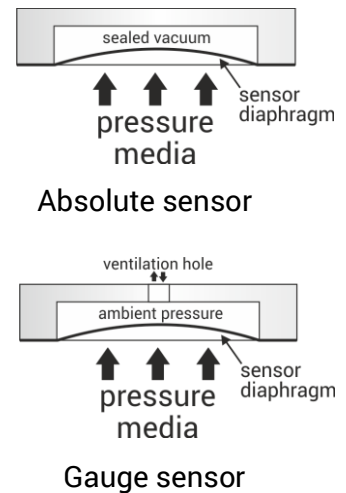 sealed vacuum
sensor
diaphragm
pressure
media
Absolute sensor
ventilation hole
ambient pressure
sensor
diaphragm
pressure
media
Gauge sensor